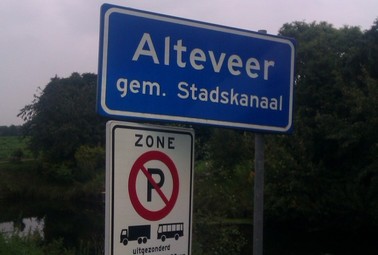 Alteveer
gem. Stadskanaal
ZONE
P
uitgezonderd